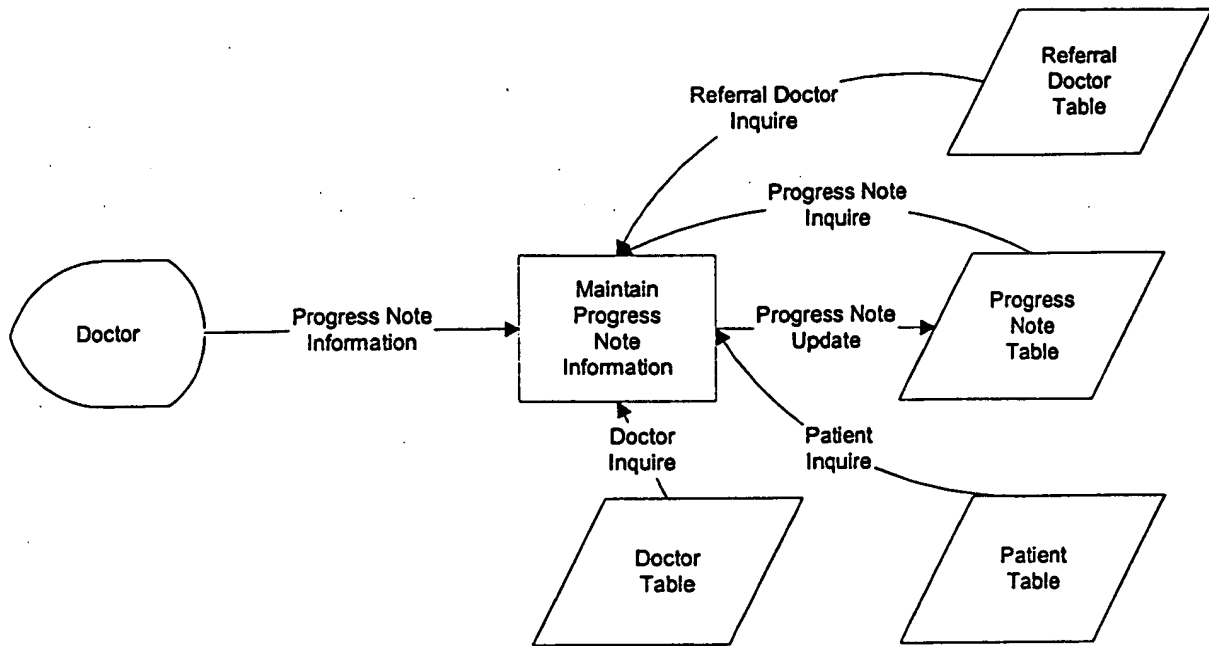 Referral
Doctor
Table
Referral Doctor
Inquire
Progress Note
Inquire
Doctor
Progress Note
Information
Maintain
Progress
Note
Information
Progress Note
Update
Progress
Note
Table
Doctor
Inquire
Patient
Inquire
Doctor
Table
Patient
Table